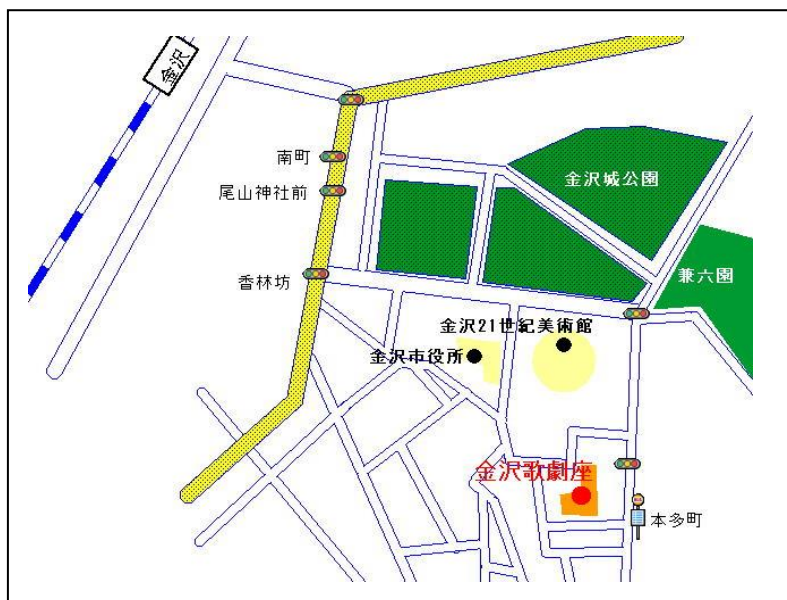 金沢
南町
尾山神社前
金沢城公園
香林坊
兼六園
金沢21世紀美術館
金沢市役所
金沢歌劇座
本多町